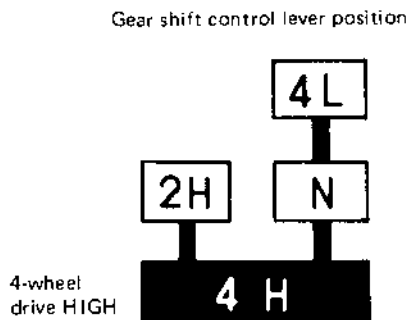 Gear shift control lever position
4L
2H N
4-wheel
drive HIGH
4 H